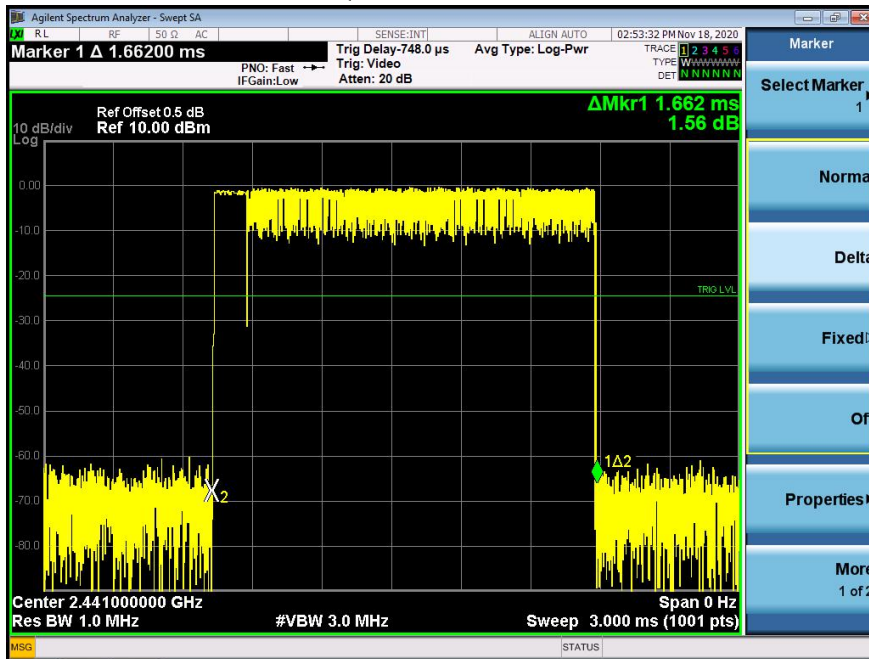 Agilent Spectrum Analyzer - Swept SA
LXI RL RF 50 Ω AC SENSE:INT ALIGN AUTO 02:53:32 PM Nov 18, 2020
Marker 1 Δ 1.66200 ms
PNO: Fast
IFGain:Low
Trig Delay-748.0 µs
Trig: Video
Atten: 20 dB
Avg Type: Log-Pwr
TRACE 1 2 3 4 5 6
TYPE WWWWWW
DET N N N N N N
ΔMkr1 1.662 ms
1.56 dB
Ref Offset 0.5 dB
10 dB/div Ref 10.00 dBm
Log
0.00
-10.0
-20.0
TRIG LVL
-30.0
-40.0
-50.0
-60.0
1Δ2
-70.0
X2
-80.0
Center 2.441000000 GHz Span 0 Hz
Res BW 1.0 MHz #VBW 3.0 MHz Sweep 3.000 ms (1001 pts)
MSG STATUS
Marker
Select Marker
1
Norma
Delta
Fixed
Of
Properties
More
1 of 2